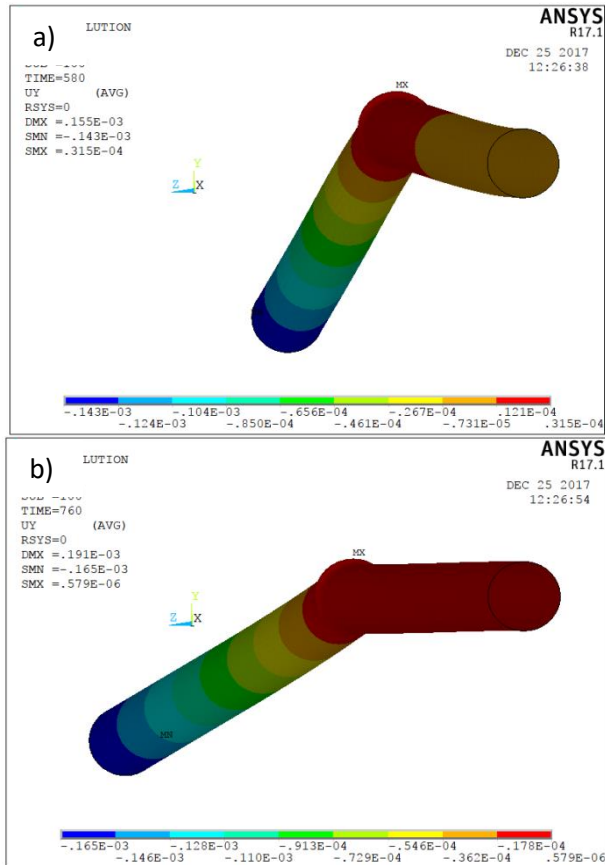 a)
LUTION
ANSYS
R17.1
DEC 25 2017
12:26:38
TIME=580
UY (AVG)
RSYS=0
DMX =.155E-03
SMN =-.143E-03
SMX =.315E-04
MX
Y
Z X
-.143E-03 -.104E-03 -.656E-04 -.267E-04 .121E-04
-.124E-03 -.850E-04 -.461E-04 -.731E-05 .315E-04
b)
LUTION
ANSYS
R17.1
DEC 25 2017
12:26:54
TIME=760
UY (AVG)
RSYS=0
DMX =.191E-03
SMN =-.165E-03
SMX =.579E-06
MX
Y
Z X
MN
-.165E-03 -.128E-03 -.913E-04 -.546E-04 -.178E-04
-.146E-03 -.110E-03 -.729E-04 -.362E-04 .579E-06